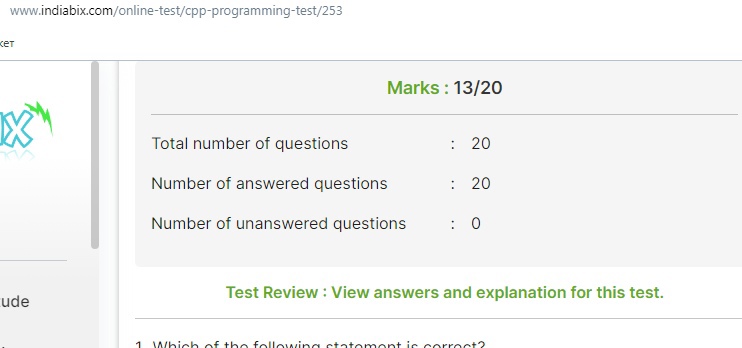 www.indiabix.com/online-test/cpp-programming-test/253
кет
Marks : 13/20
Total number of questions : 20
Number of answered questions : 20
Number of unanswered questions : 0
Test Review : View answers and explanation for this test.
ude
1. Which of the following statement is correct?